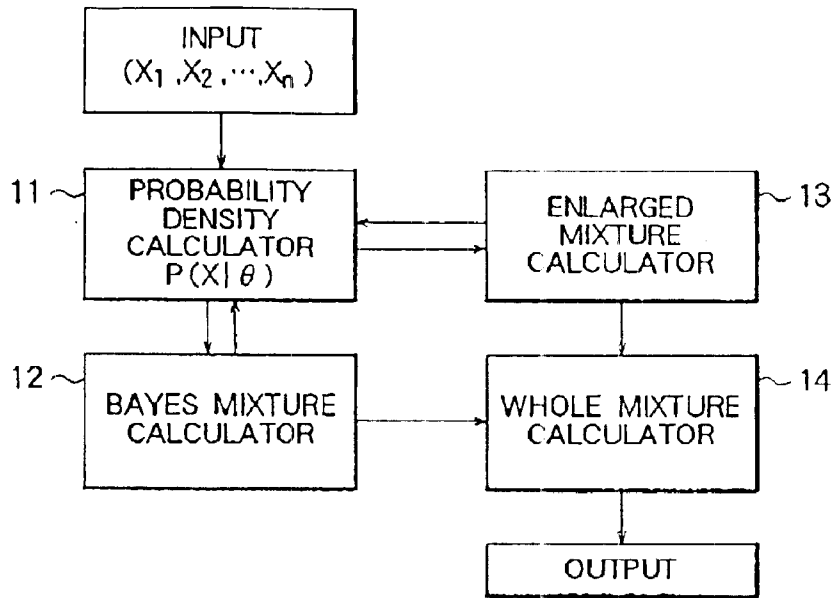 INPUT
(X₁,X₂,⋯,Xₙ)
11
PROBABILITY
DENSITY
CALCULATOR
P(X|θ)
13
ENLARGED
MIXTURE
CALCULATOR
12
BAYES MIXTURE
CALCULATOR
14
WHOLE MIXTURE
CALCULATOR
OUTPUT